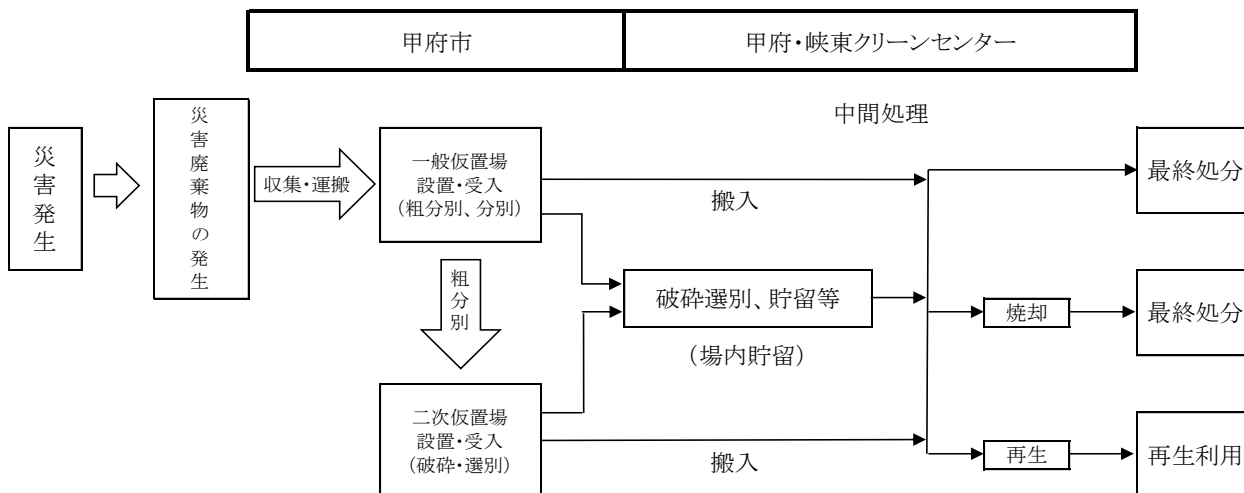 甲府市
甲府・峡東クリーンセンター
災害発生
災害廃棄物の発生
収集・運搬
一般仮置場
設置・受入
(粗分別、分別)
粗分別
二次仮置場
設置・受入
(破砕・選別)
中間処理
搬入
破砕選別、貯留等
(場内貯留)
搬入
焼却
再生
最終処分
最終処分
再生利用